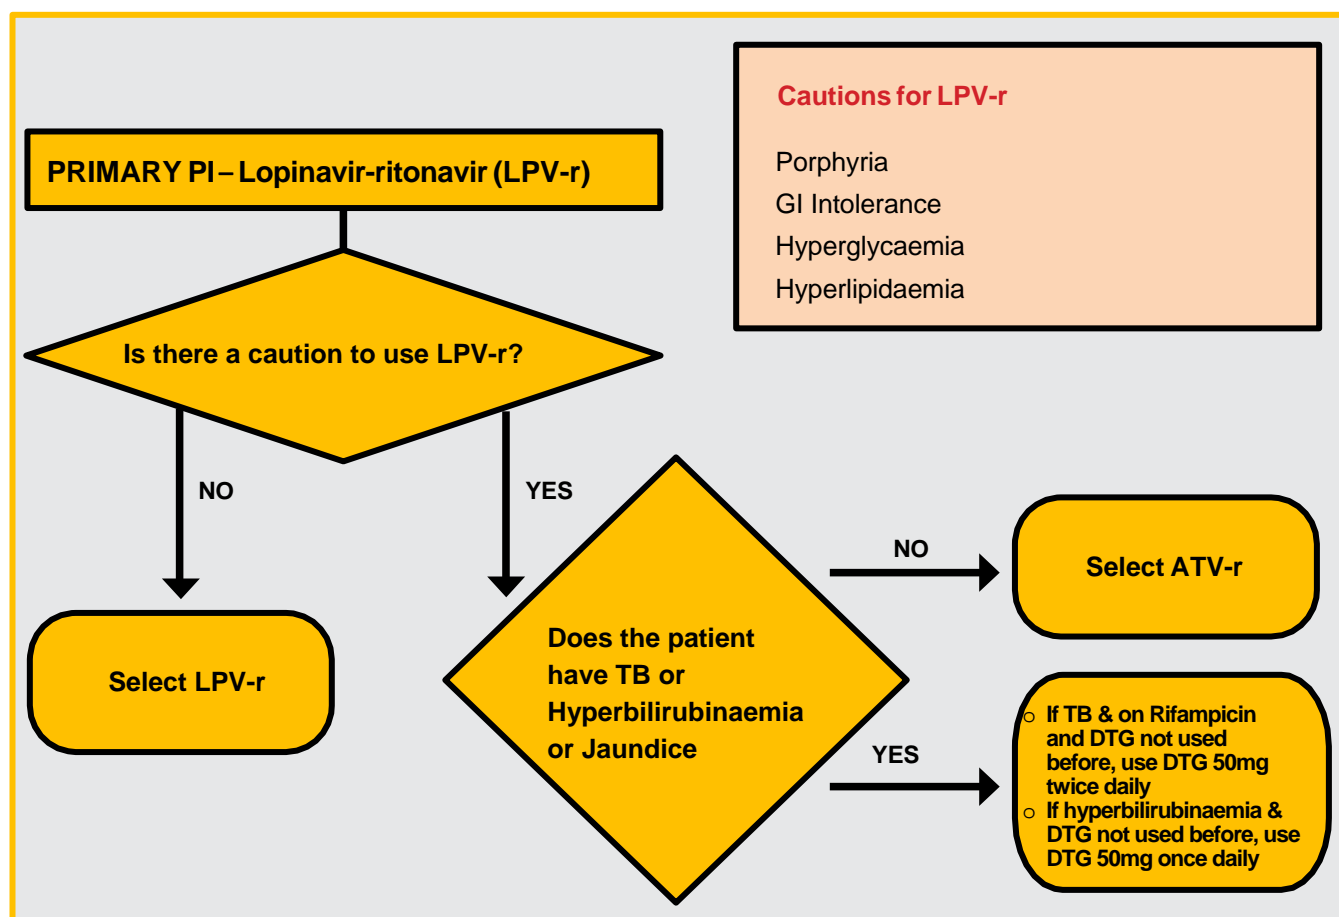 Cautions for LPV-r
Porphyria
GI Intolerance
Hyperglycaemia
Hyperlipidaemia
PRIMARY PI – Lopinavir-ritonavir (LPV-r)
Is there a caution to use LPV-r?
NO
YES
Select LPV-r
Does the patient
have TB or
Hyperbilirubinaemia
or Jaundice
NO
Select ATV-r
YES
o If TB & on Rifampicin
and DTG not used
before, use DTG 50mg
twice daily
o If hyperbilirubinaemia &
DTG not used before, use
DTG 50mg once daily